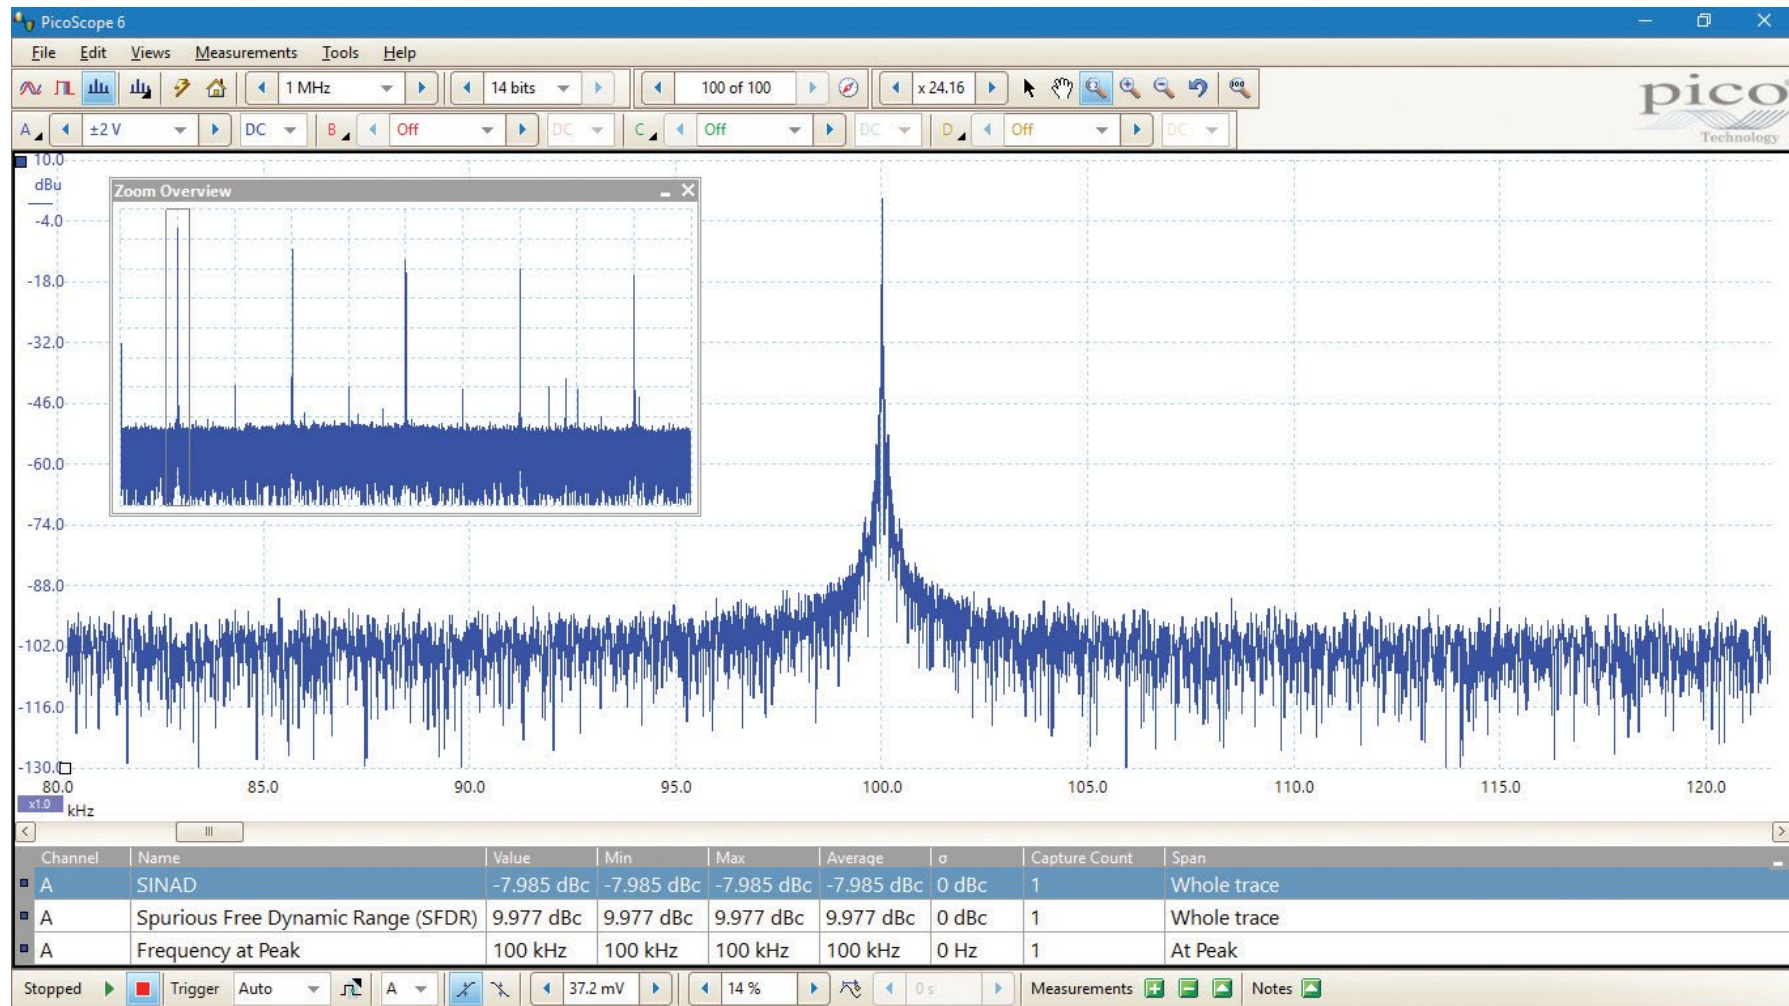 PicoScope 6
File Edit Views Measurements Tools Help
1 MHz 14 bits 100 of 100 x 24.16
pico
Technology
A ±2 V DC B Off DC C Off DC D Off DC
10.0
dBu
-4.0
-18.0
-32.0
-46.0
-60.0
-74.0
-88.0
-102.0
-116.0
-130.0
Zoom Overview
80.0 85.0 90.0 95.0 100.0 105.0 110.0 115.0 120.0
x1.0 kHz
Channel Name Value Min Max Average σ Capture Count Span
A SINAD -7.985 dBc -7.985 dBc -7.985 dBc -7.985 dBc 0 dBc 1 Whole trace
A Spurious Free Dynamic Range (SFDR) 9.977 dBc 9.977 dBc 9.977 dBc 9.977 dBc 0 dBc 1 Whole trace
A Frequency at Peak 100 kHz 100 kHz 100 kHz 100 kHz 0 Hz 1 At Peak
Stopped Trigger Auto A 37.2 mV 14 % 0 s Measurements Notes